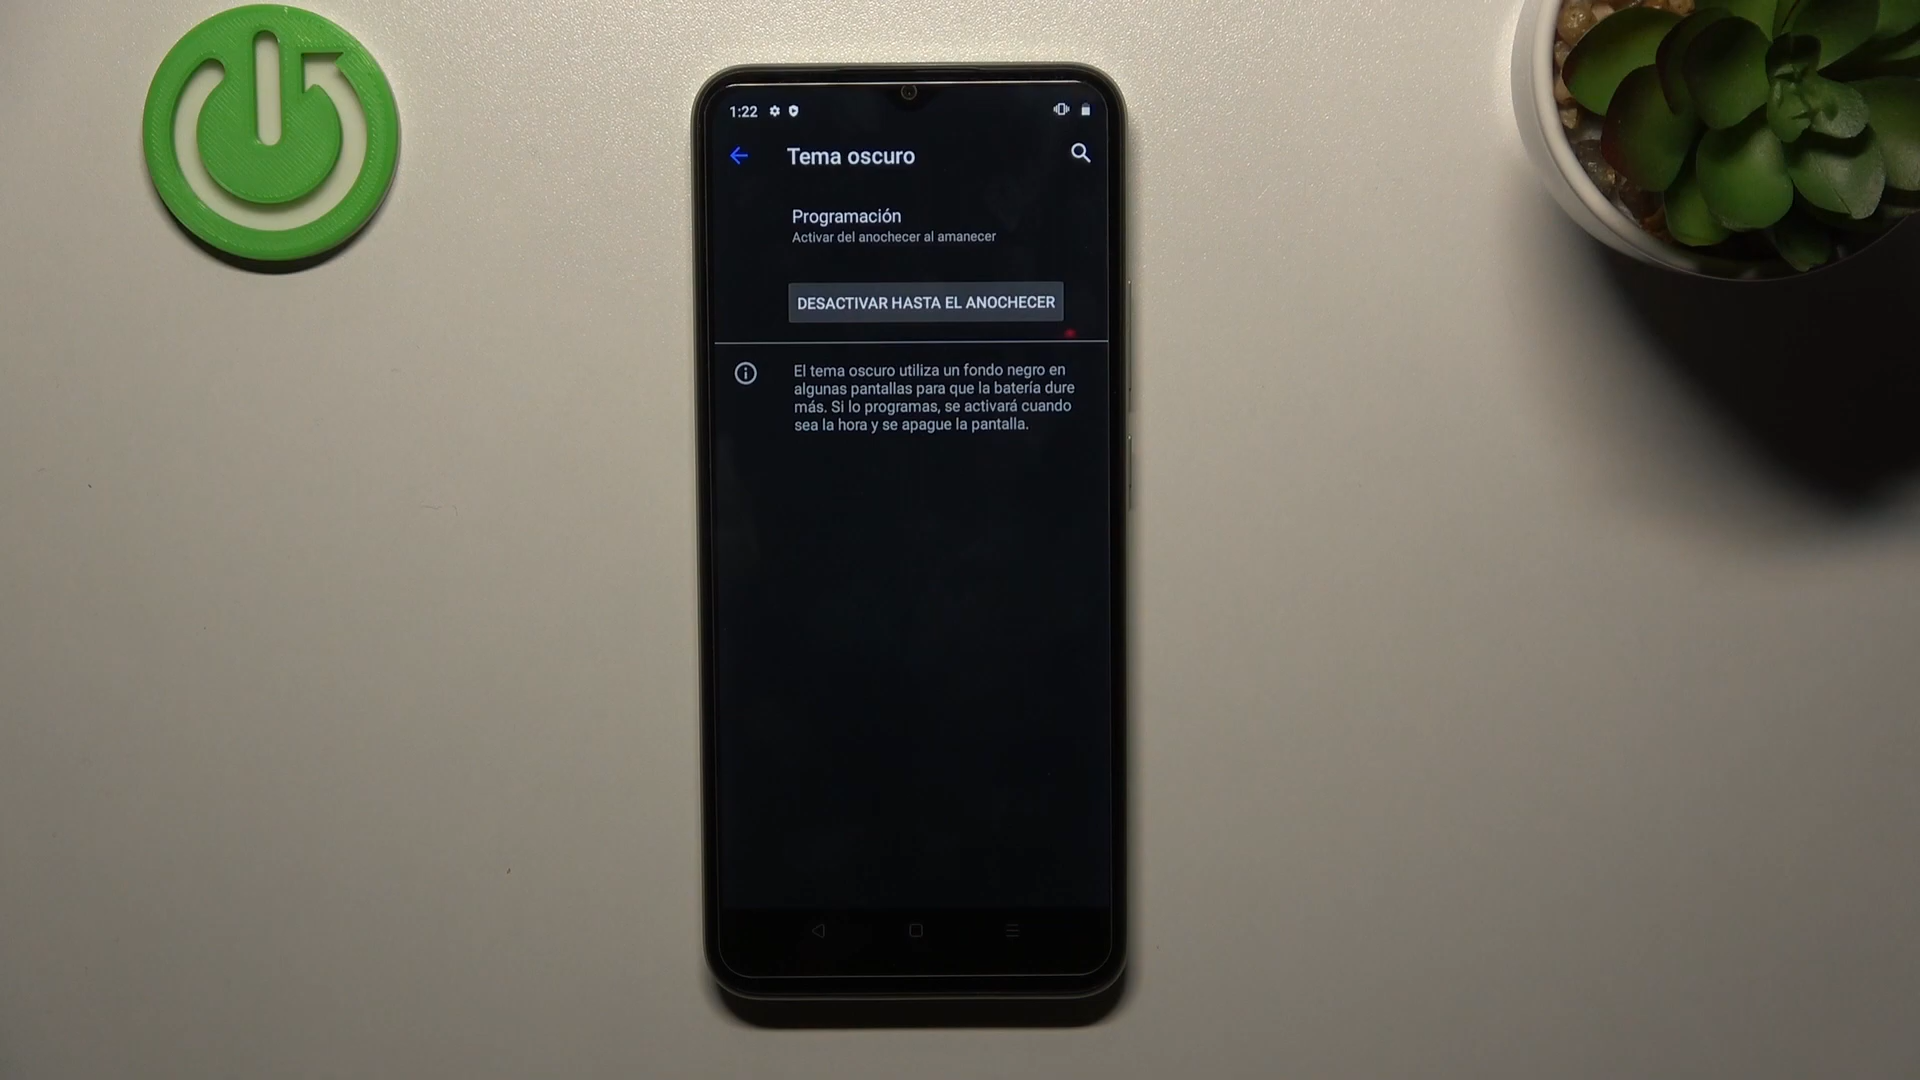 1:22
Tema oscuro
Programación
Activar del anochecer al amanecer
DESACTIVAR HASTA EL ANOCHECER
El tema oscuro utiliza un fondo negro en
algunas pantallas para que la batería dure
más. Si lo programas, se activará cuando
sea la hora y se apague la pantalla.